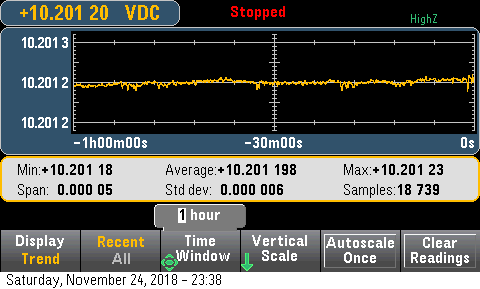 +10.201 20 VDC
Stopped
HighZ
10.201 3
10.201 2
10.201 2
-1h00m00s
-30m00s
0s
Min:+10.201 18 Average:+10.201 198 Max:+10.201 23
Span: 0.000 05 Std dev: 0.000 006 Samples:18 739
1 hour
Display
Trend
Recent
All
Time
Window
Vertical
Scale
Autoscale
Once
Clear
Readings
Saturday, November 24, 2018 - 23:38